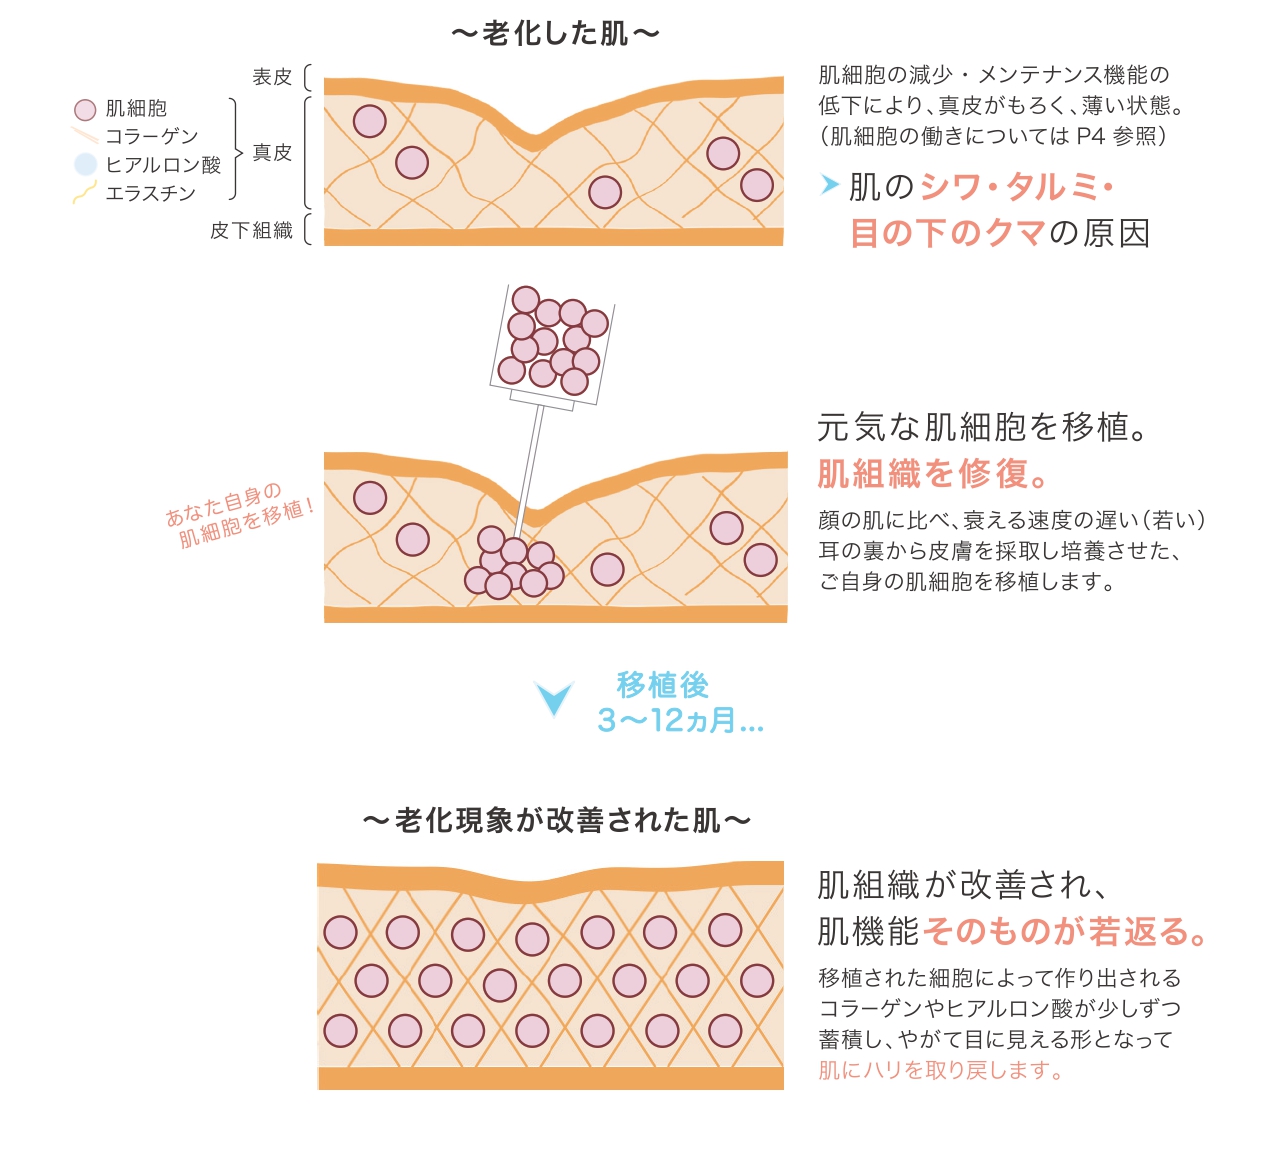 〜老化した肌〜
表皮
肌細胞
コラーゲン
ヒアルロン酸
エラスチン
真皮
皮下組織
肌細胞の減少・メンテナンス機能の
低下により、真皮がもろく、薄い状態。
（肌細胞の働きについては P4 参照）
肌のシワ・タルミ・
目の下のクマの原因
あなた自身の
肌細胞を移植！
元気な肌細胞を移植。
肌組織を修復。
顔の肌に比べ、衰える速度の遅い（若い）
耳の裏から皮膚を採取し培養させた、
ご自身の肌細胞を移植します。
移植後
3〜12ヵ月...
〜老化現象が改善された肌〜
肌組織が改善され、
肌機能そのものが若返る。
移植された細胞によって作り出される
コラーゲンやヒアルロン酸が少しずつ
蓄積し、やがて目に見える形となって
肌にハリを取り戻します。